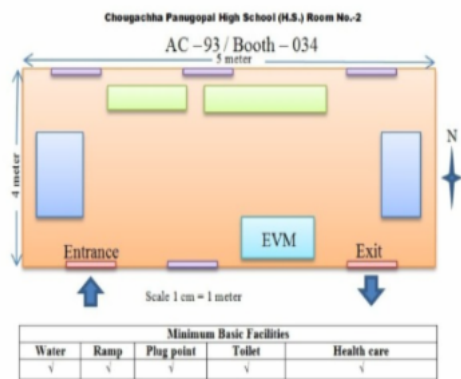 Chougachha Panugopal High School (H.S.) Room No.-2
AC – 93 / Booth – 034
5 meter
4 meter
N
EVM
Entrance
Exit
Scale 1 cm = 1 meter
Minimum Basic Facilities
Water Ramp Plug point Toilet Health care
√ √ √ √ √